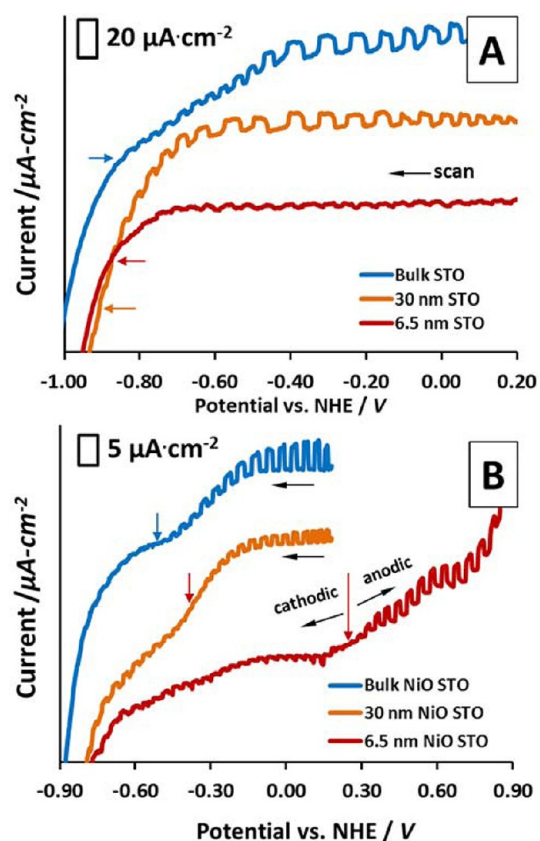 20 µA·cm-2
A
scan
Current /µA-cm-2
Bulk STO
30 nm STO
6.5 nm STO
-1.00 -0.80 -0.60 -0.40 -0.20 0.00 0.20
Potential vs. NHE / V
5 µA·cm-2
B
cathodic anodic
Current /µA-cm-2
Bulk NiO STO
30 nm NiO STO
6.5 nm NiO STO
-0.90 -0.60 -0.30 0.00 0.30 0.60 0.90
Potential vs. NHE / V